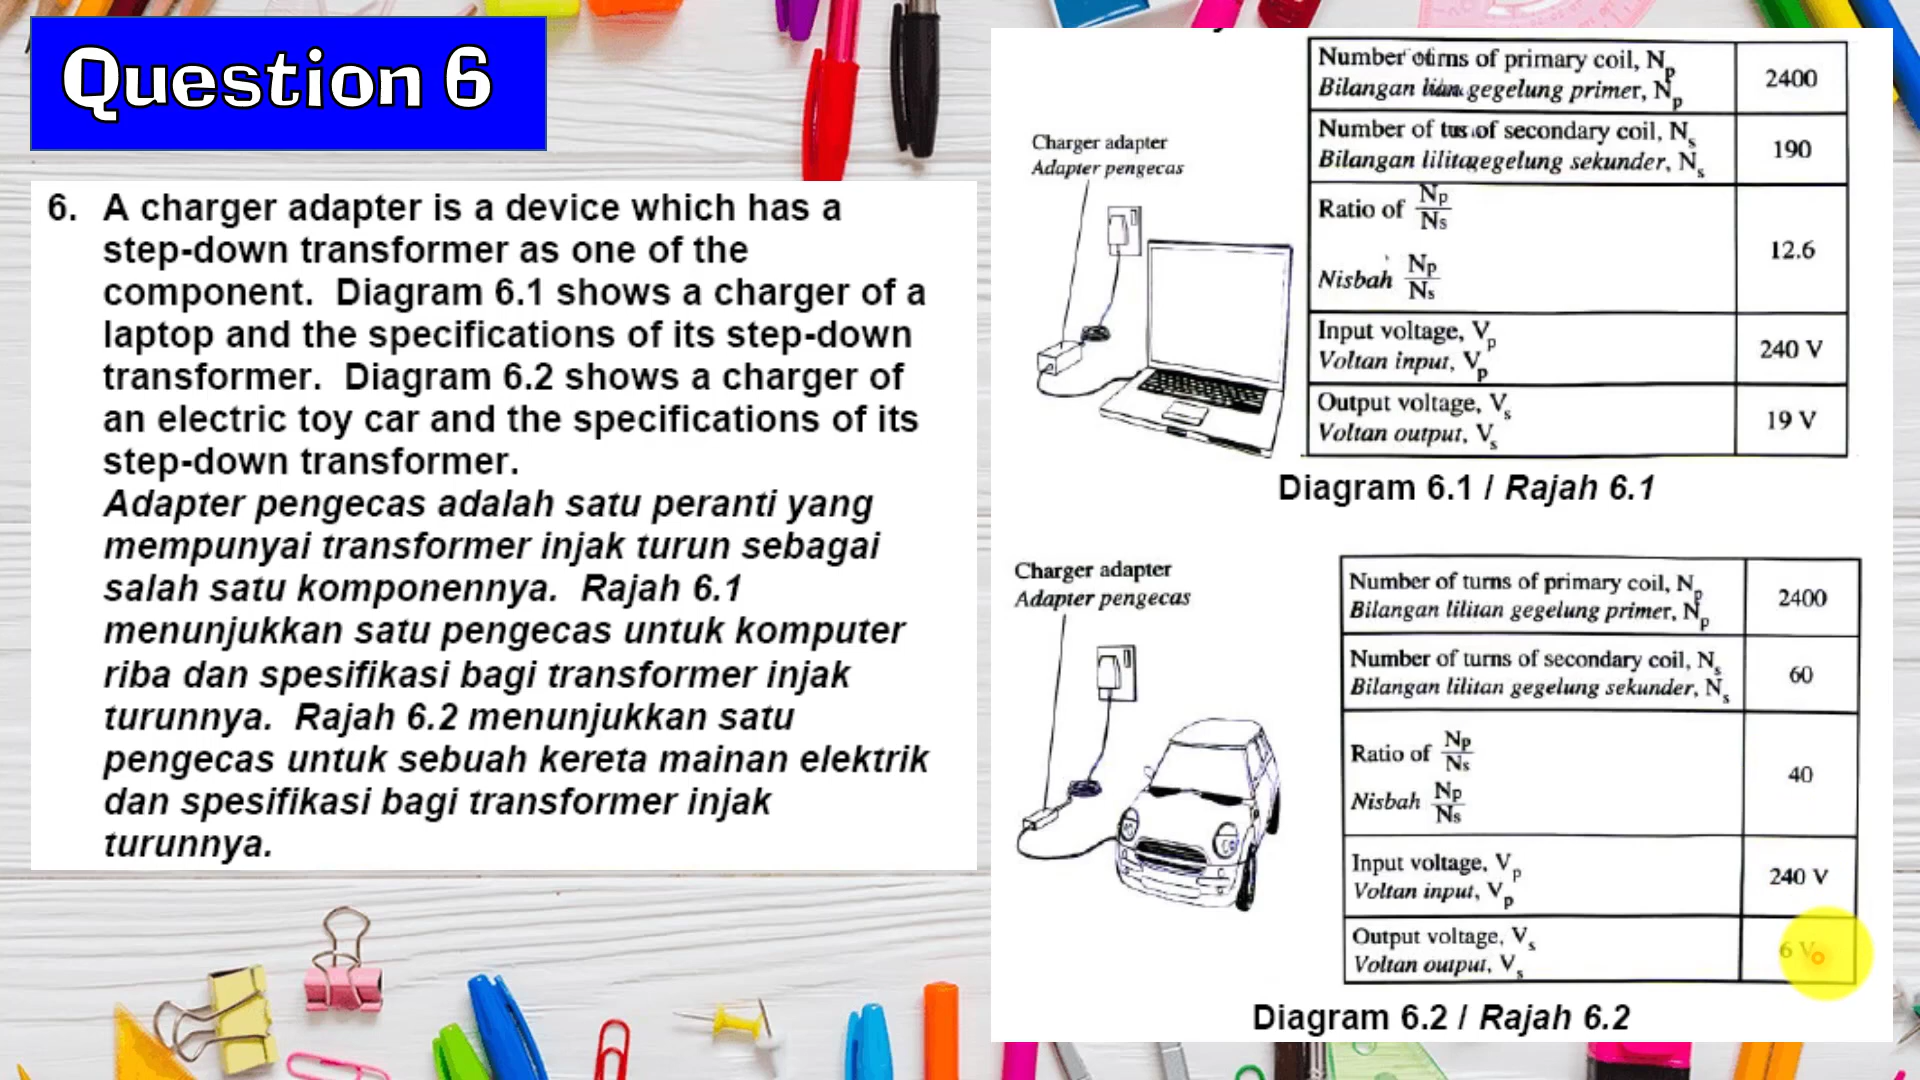 Question 6
6. A charger adapter is a device which has a
step-down transformer as one of the
component. Diagram 6.1 shows a charger of a
laptop and the specifications of its step-down
transformer. Diagram 6.2 shows a charger of
an electric toy car and the specifications of its
step-down transformer.
Adapter pengecas adalah satu peranti yang
mempunyai transformer injak turun sebagai
salah satu komponennya. Rajah 6.1
menunjukkan satu pengecas untuk komputer
riba dan spesifikasi bagi transformer injak
turunnya. Rajah 6.2 menunjukkan satu
pengecas untuk sebuah kereta mainan elektrik
dan spesifikasi bagi transformer injak
turunnya.
Charger adapter
Adapter pengecas
Number turns of primary coil, Np
Bilangan gegelung primer, Np
2400
Number of of secondary coil, Ns
Bilangan gegelung sekunder, Ns
190
Ratio of Np/Ns
Nisbah Np/Ns
12.6
Input voltage, Vp
Voltan input, Vp
240 V
Output voltage, Vs
Voltan output, Vs
19 V
Diagram 6.1 / Rajah 6.1
Charger adapter
Adapter pengecas
Number of turns of primary coil, Np
Bilangan lilitan gegelung primer, Np
2400
Number of turns of secondary coil, Ns
Bilangan lilitan gegelung sekunder, Ns
60
Ratio of Np/Ns
Nisbah Np/Ns
40
Input voltage, Vp
Voltan input, Vp
240 V
Output voltage, Vs
Voltan output, Vs
6 V
Diagram 6.2 / Rajah 6.2